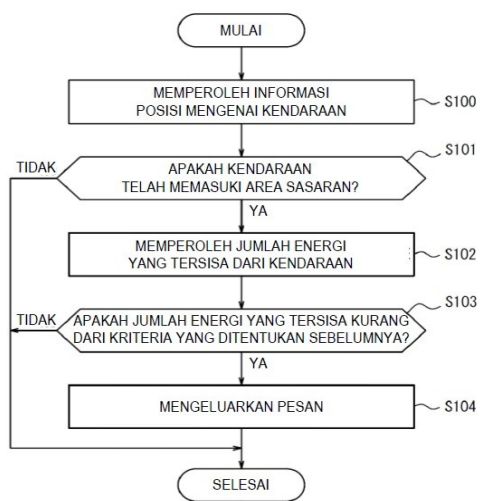 MULAI
MEMPEROLEH INFORMASI
POSISI MENGENAI KENDARAAN
S100
TIDAK
APAKAH KENDARAAN
TELAH MEMASUKI AREA SASARAN?
S101
YA
MEMPEROLEH JUMLAH ENERGI
YANG TERSISA DARI KENDARAAN
S102
TIDAK
APAKAH JUMLAH ENERGI YANG TERSISA KURANG
DARI KRITERIA YANG DITENTUKAN SEBELUMNYA?
S103
YA
MENGELUARKAN PESAN
S104
SELESAI